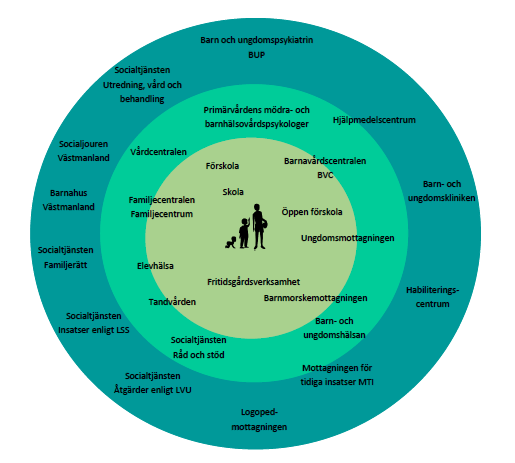 Barn och ungdomspsykiatrin
BUP
Socialtjänsten
Utredning, vård och
behandling
Primärvårdens mödra- och
barnhälsovårdspsykologer
Hjälpmedelscentrum
Socialjouren
Västmanland
Vårdcentralen
Förskola
Barnavårdscentralen
BVC
Barnahus
Västmanland
Familjecentralen
Familjecentrum
Skola
Öppen förskola
Barn- och
ungdomskliniken
Socialtjänsten
Familjerätt
Ungdomsmottagningen
Elevhälsa
Fritidsgårdsverksamhet
Habiliterings-
centrum
Tandvården
Barnmorskemottagningen
Socialtjänsten
Insatser enligt LSS
Barn- och
ungdomshälsan
Socialtjänsten
Råd och stöd
Mottagningen för
tidiga insatser MTI
Socialtjänsten
Åtgärder enligt LVU
Logoped-
mottagningen